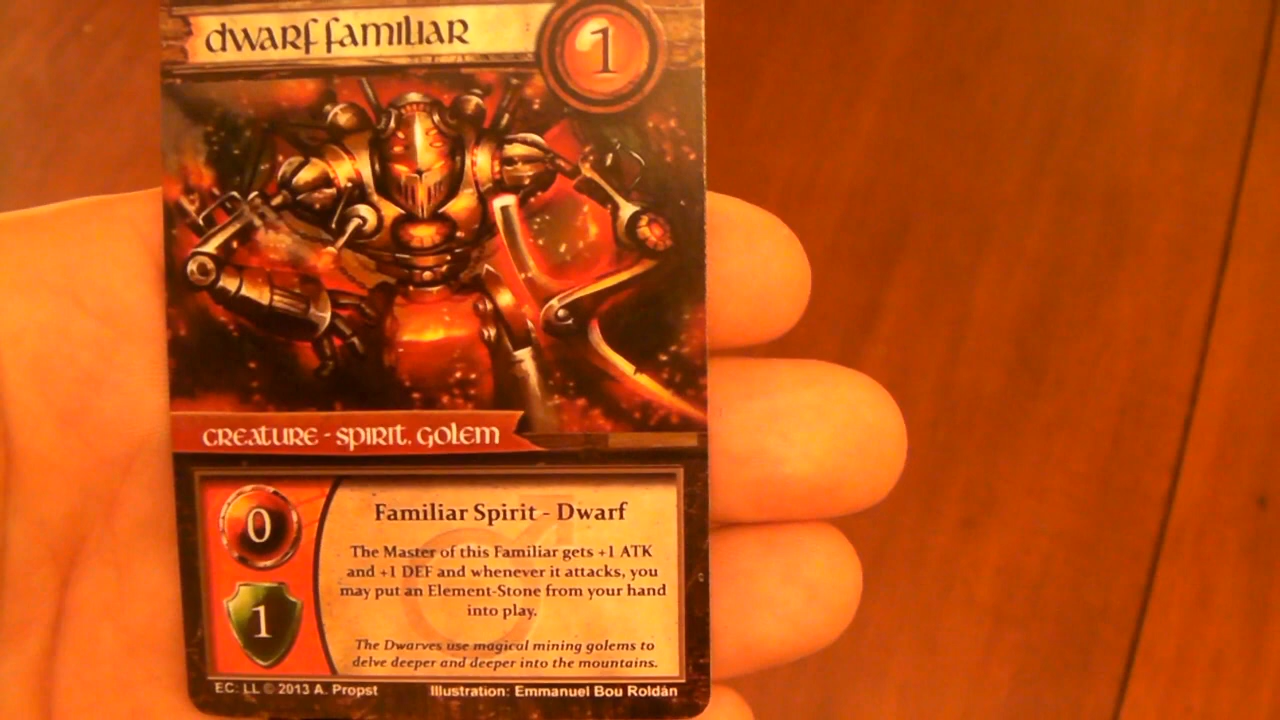 dwarf familiar
1
creature - spirit, golem
0
1
Familiar Spirit - Dwarf
The Master of this Familiar gets +1 ATK
and +1 DEF and whenever it attacks, you
may put an Element-Stone from your hand
into play.
The Dwarves use magical mining golems to
delve deeper and deeper into the mountains.
EC: LL © 2013 A. Propst Illustration: Emmanuel Bou Roldán